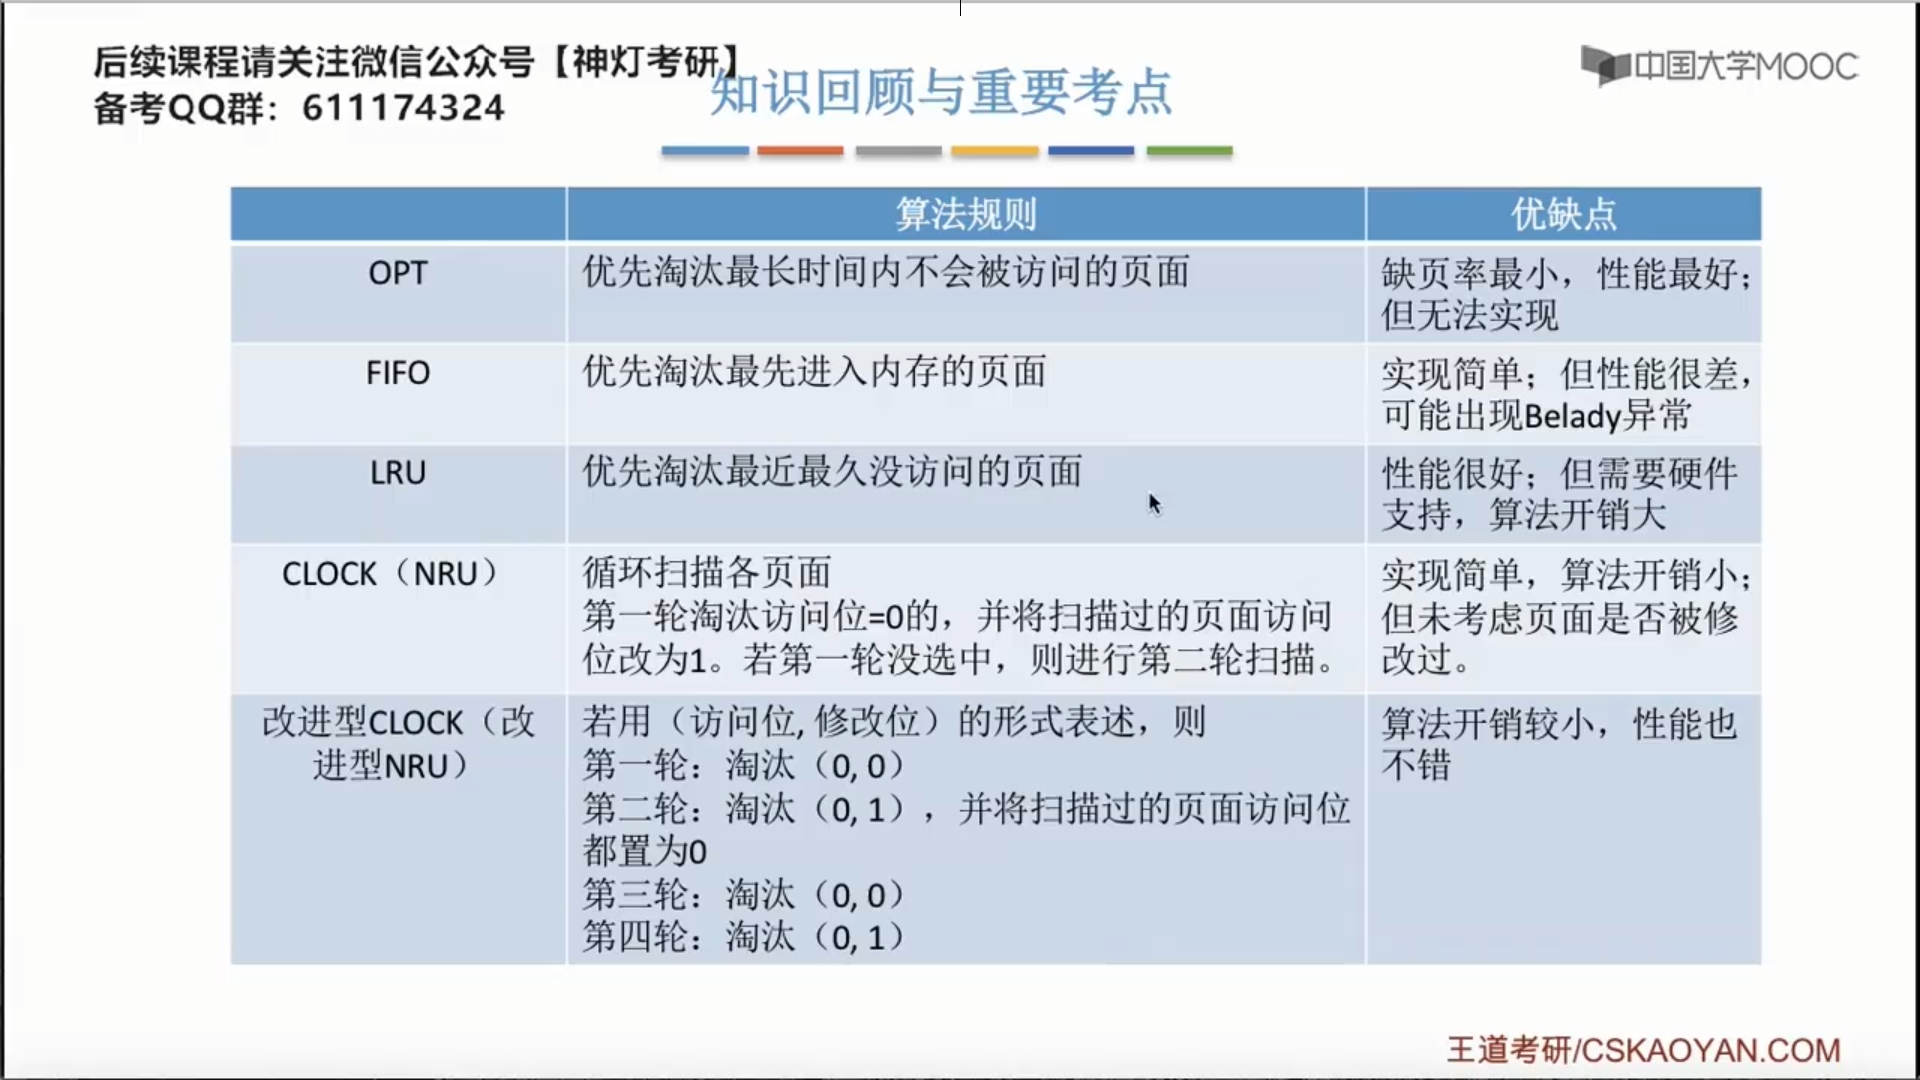 后续课程请关注微信公众号【神灯考研】
备考QQ群：611174324
中国大学MOOC
知识回顾与重要考点
算法规则
优缺点
OPT
优先淘汰最长时间内不会被访问的页面
缺页率最小，性能最好；
但无法实现
FIFO
优先淘汰最先进入内存的页面
实现简单；但性能很差，
可能出现Belady异常
LRU
优先淘汰最近最久没访问的页面
性能很好；但需要硬件
支持，算法开销大
CLOCK（NRU）
循环扫描各页面
第一轮淘汰访问位=0的，并将扫描过的页面访问
位改为1。若第一轮没选中，则进行第二轮扫描。
实现简单，算法开销小；
但未考虑页面是否被修
改过。
改进型CLOCK（改
进型NRU）
若用（访问位, 修改位）的形式表述，则
第一轮：淘汰（0, 0）
第二轮：淘汰（0, 1），并将扫描过的页面访问位
都置为0
第三轮：淘汰（0, 0）
第四轮：淘汰（0, 1）
算法开销较小，性能也
不错
王道考研/CSKAOYAN.COM